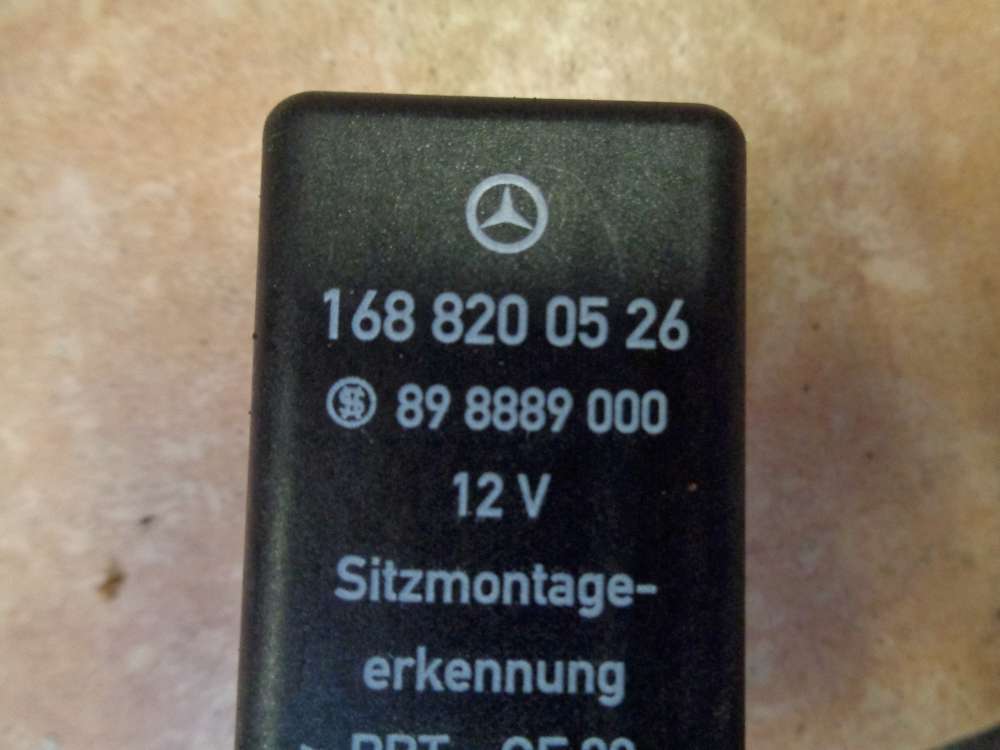 168 820 05 26
89 8889 000
12 V
Sitzmontage-
erkennung